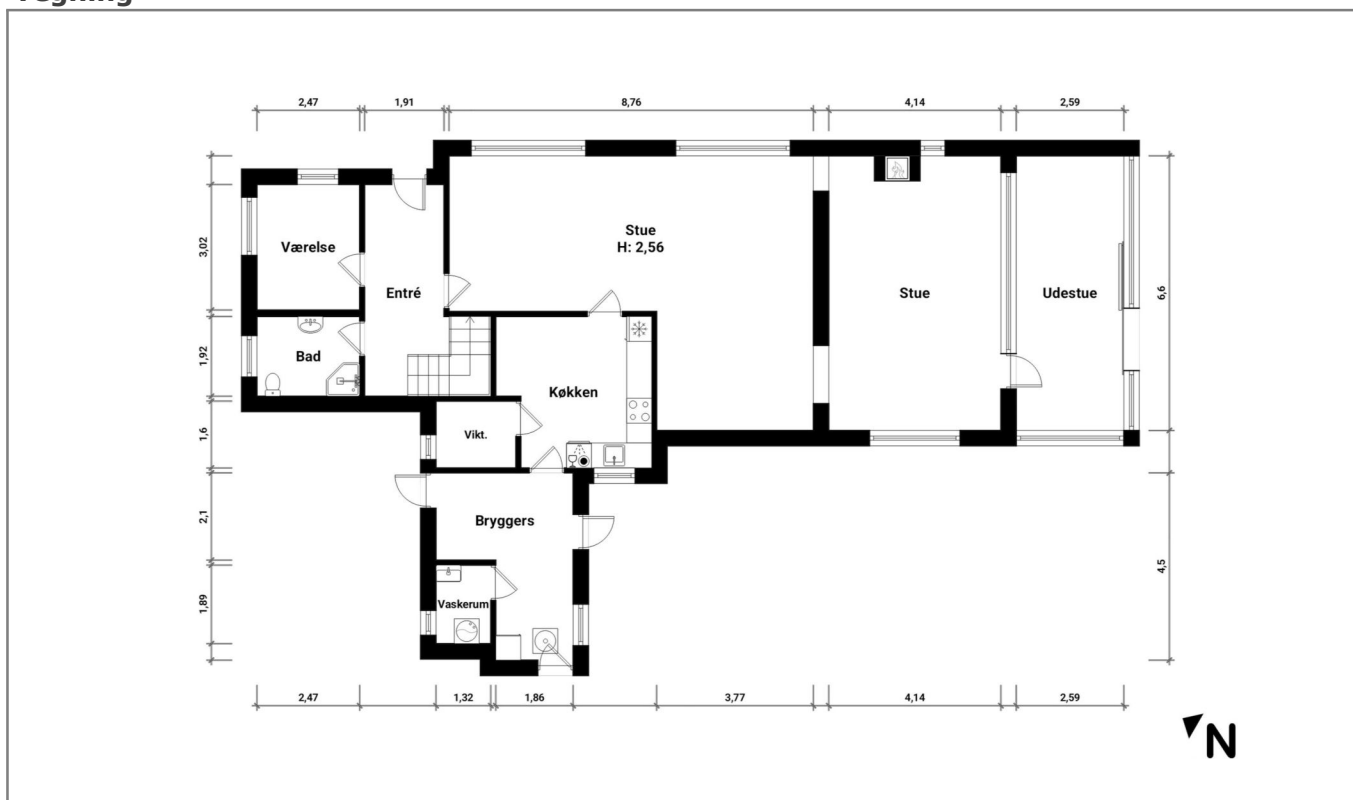 2,47
1,91
8,76
4,14
2,59
Stue
H: 2,56
Værelse
Entré
Stue
Udestue
Bad
Køkken
Vikt.
Bryggers
Vaskerum
3,02
1,92
1,6
2,1
1,89
6,6
4,5
2,47
1,32
1,86
3,77
4,14
2,59
N